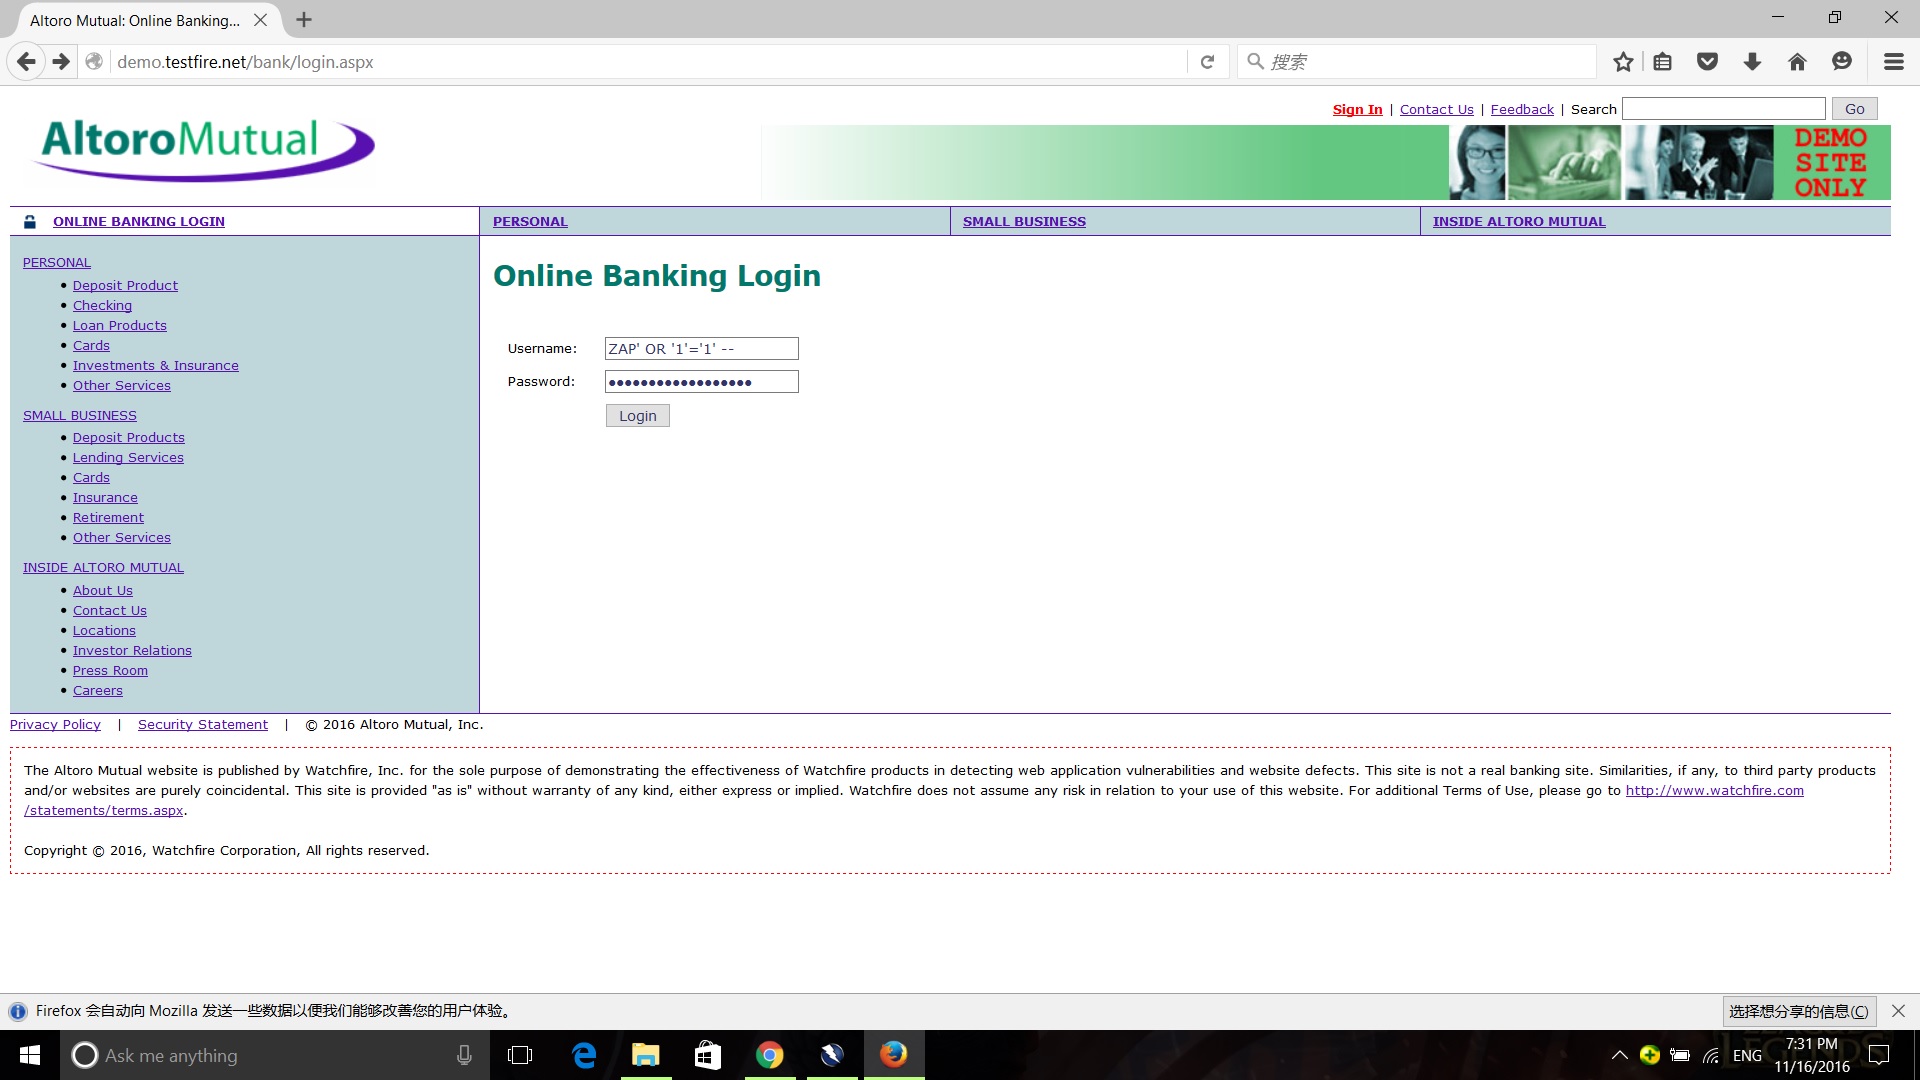 Altoro Mutual: Online Banking...
demo.testfire.net/bank/login.aspx
搜索
Sign In | Contact Us | Feedback | Search Go
AltoroMutual
DEMO
SITE
ONLY
ONLINE BANKING LOGIN
PERSONAL
SMALL BUSINESS
INSIDE ALTORO MUTUAL
PERSONAL
Deposit Product
Checking
Loan Products
Cards
Investments & Insurance
Other Services
SMALL BUSINESS
Deposit Products
Lending Services
Cards
Insurance
Retirement
Other Services
INSIDE ALTORO MUTUAL
About Us
Contact Us
Locations
Investor Relations
Press Room
Careers
Online Banking Login
Username: ZAP' OR '1'='1' --
Password: ●●●●●●●●●●●●●●●●●●
Login
Privacy Policy | Security Statement | © 2016 Altoro Mutual, Inc.
The Altoro Mutual website is published by Watchfire, Inc. for the sole purpose of demonstrating the effectiveness of Watchfire products in detecting web application vulnerabilities and website defects. This site is not a real banking site. Similarities, if any, to third party products
and/or websites are purely coincidental. This site is provided "as is" without warranty of any kind, either express or implied. Watchfire does not assume any risk in relation to your use of this website. For additional Terms of Use, please go to http://www.watchfire.com
/statements/terms.aspx.
Copyright © 2016, Watchfire Corporation, All rights reserved.
Firefox 会自动向 Mozilla 发送一些数据以便我们能够改善您的用户体验。
选择想分享的信息(C)
Ask me anything
ENG
7:31 PM
11/16/2016